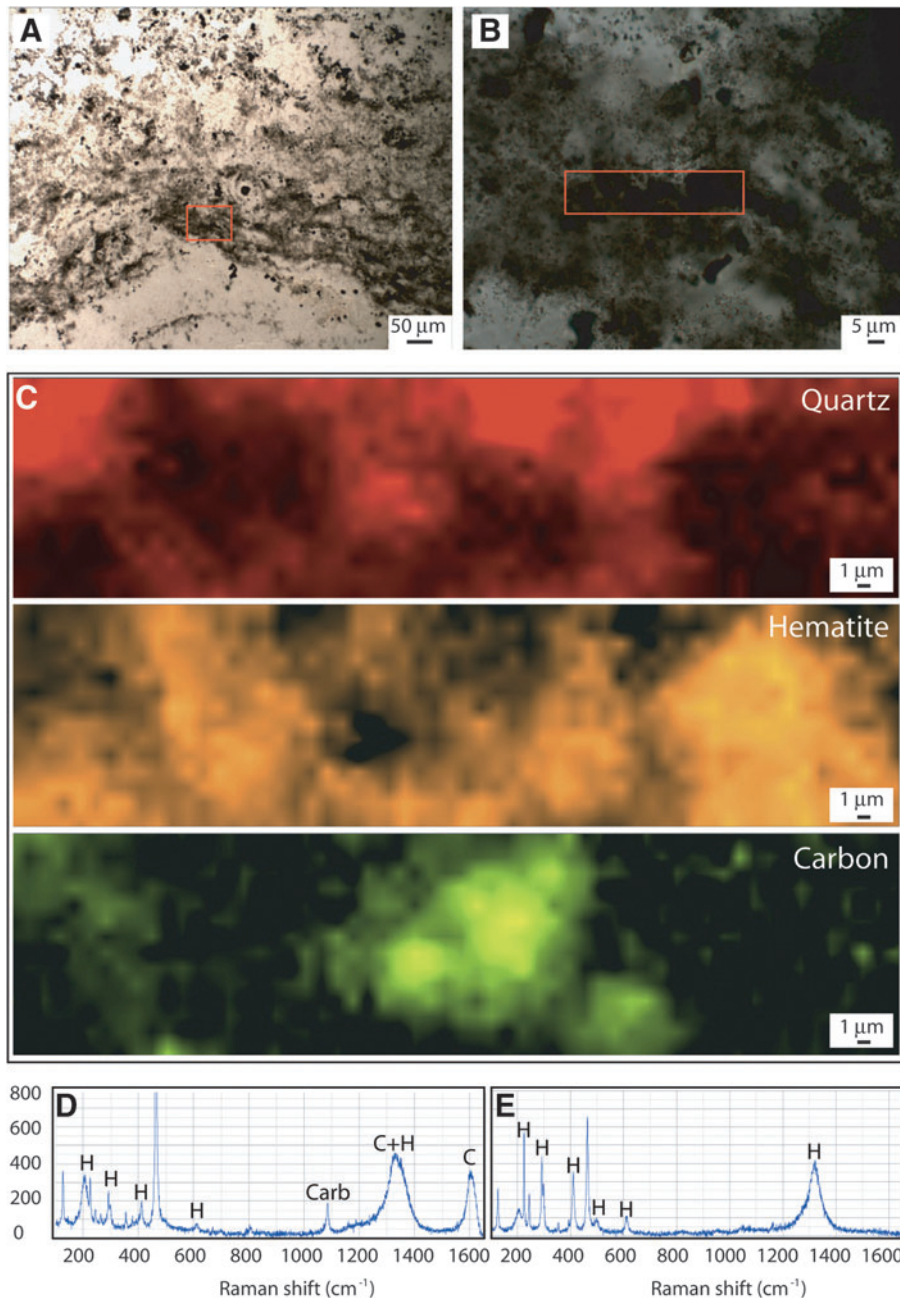 A
B
50 μm
5 μm
C
Quartz
1 μm
Hematite
1 μm
Carbon
1 μm
800
600
400
200
0
D
H
H
H
H
Carb
C+H
C
200 400 600 800 1000 1200 1400 1600
Raman shift (cm⁻¹)
E
H
H
H
H
H
H
200 400 600 800 1000 1200 1400 1600
Raman shift (cm⁻¹)